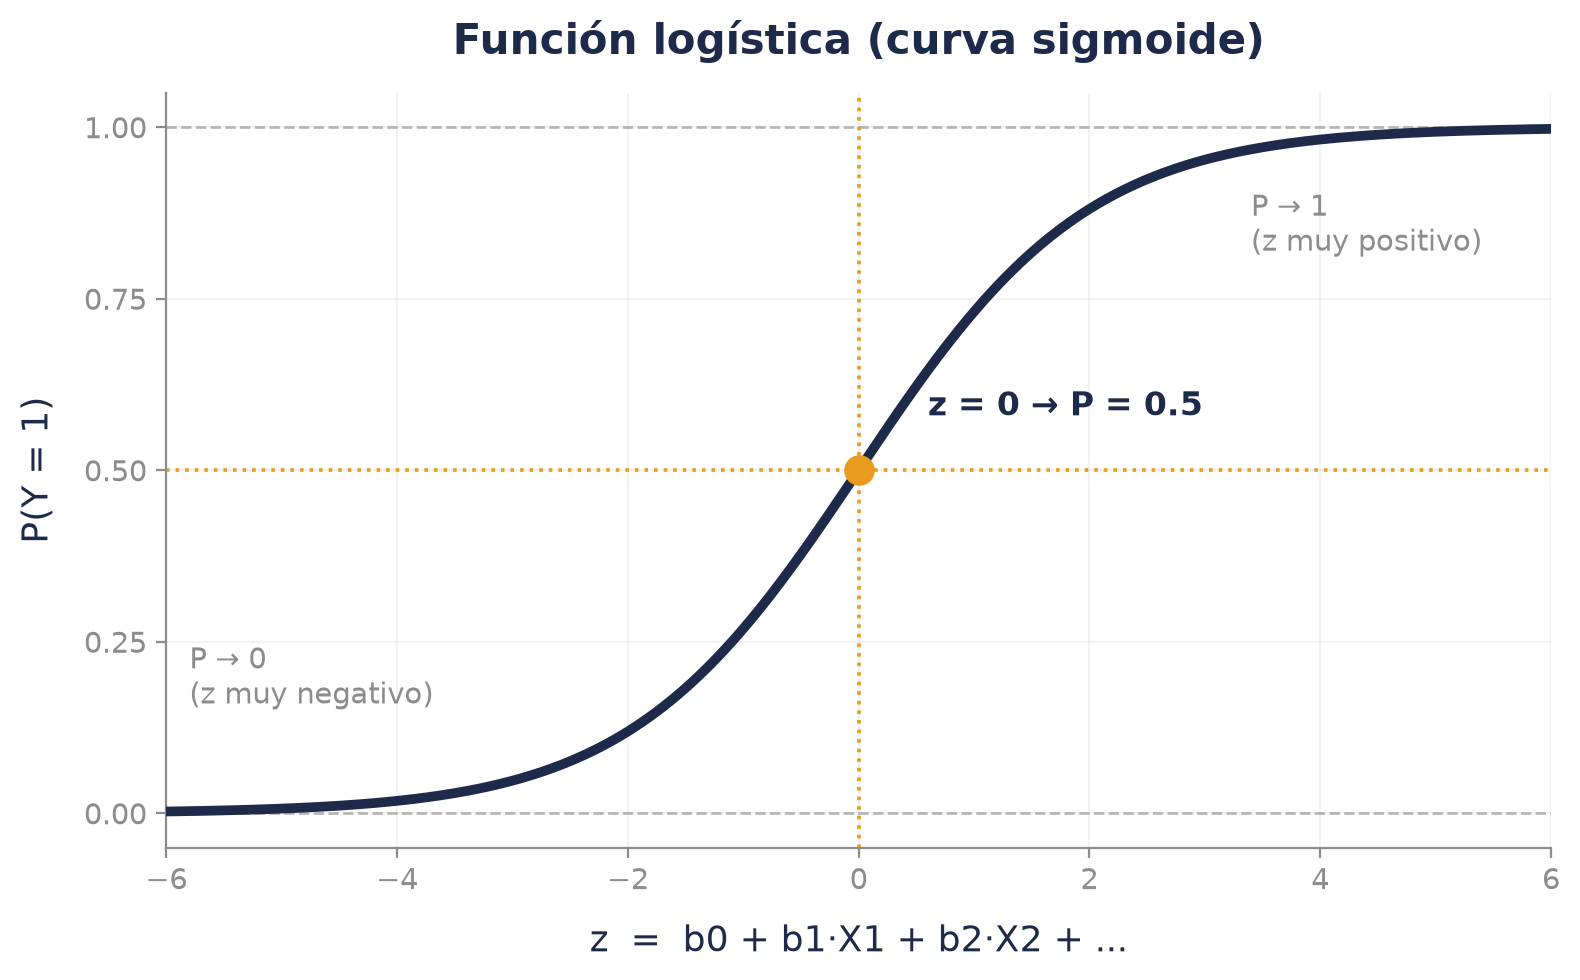 Función logística (curva sigmoide)
1.00
P → 1
(z muy positivo)
0.75
z = 0 → P = 0.5
P(Y = 1)
0.50
0.25
P → 0
(z muy negativo)
0.00
−6 −4 −2 0 2 4 6
z = b0 + b1·X1 + b2·X2 + ...